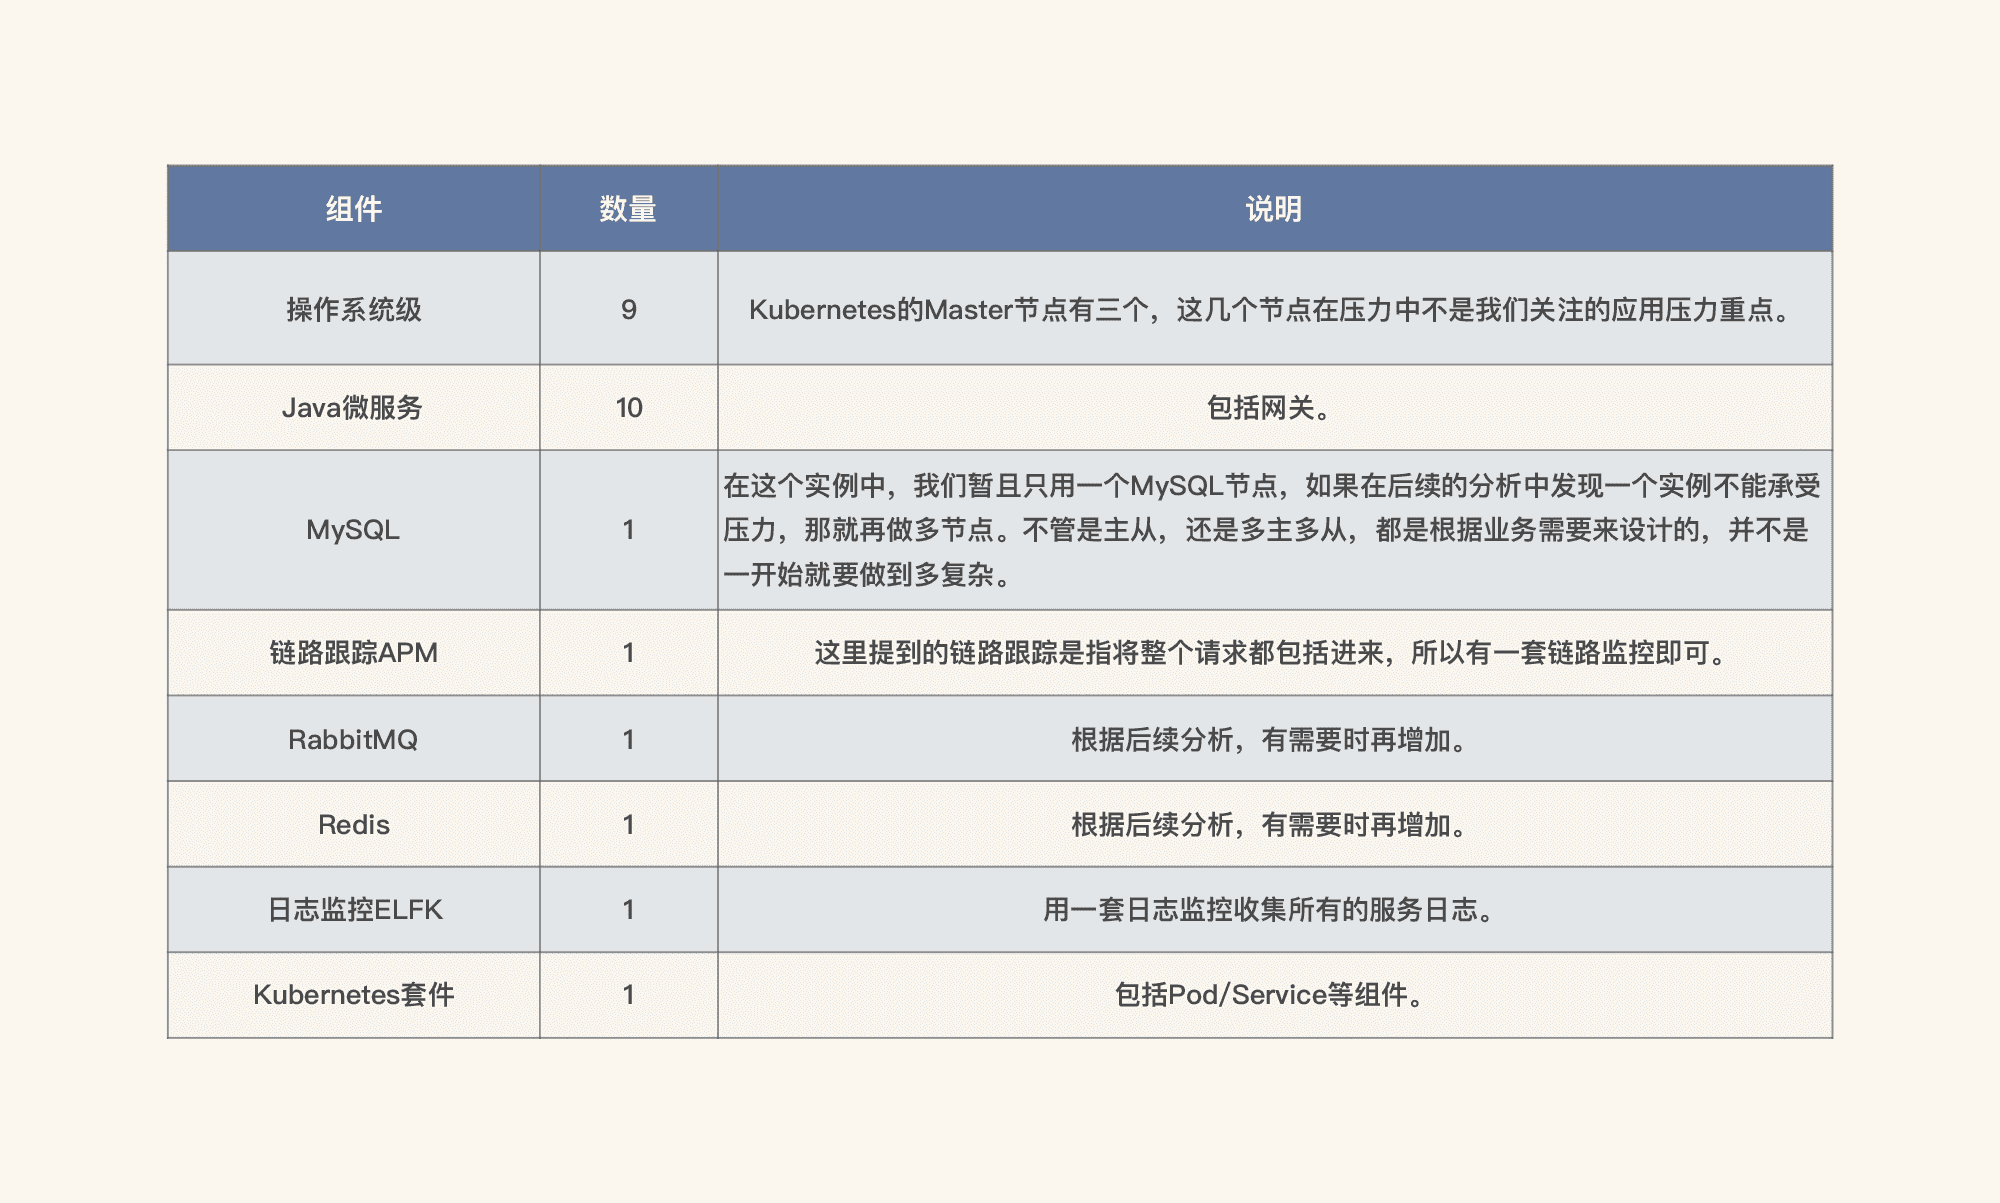 组件 数量 说明
操作系统级 9 Kubernetes的Master节点有三个，这几个节点在压力中不是我们关注的应用压力重点。
Java微服务 10 包括网关。
MySQL 1 在这个实例中，我们暂且只用一个MySQL节点，如果在后续的分析中发现一个实例不能承受
压力，那就再做多节点。不管是主从，还是多主多从，都是根据业务需要来设计的，并不是
一开始就要做到多复杂。
链路跟踪APM 1 这里提到的链路跟踪是指将整个请求都包括进来，所以有一套链路监控即可。
RabbitMQ 1 根据后续分析，有需要时再增加。
Redis 1 根据后续分析，有需要时再增加。
日志监控ELFK 1 用一套日志监控收集所有的服务日志。
Kubernetes套件 1 包括Pod/Service等组件。